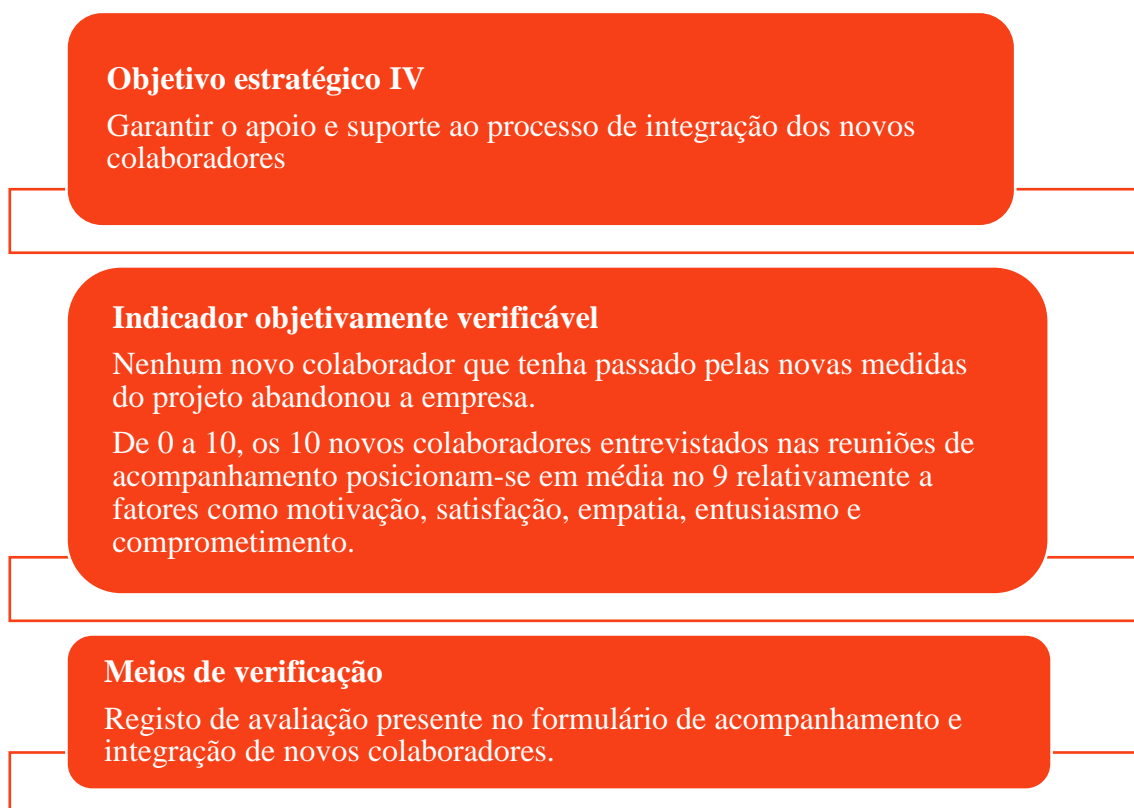 Objetivo estratégico IV
Garantir o apoio e suporte ao processo de integração dos novos
colaboradores
Indicador objetivamente verificável
Nenhum novo colaborador que tenha passado pelas novas medidas
do projeto abandonou a empresa.
De 0 a 10, os 10 novos colaboradores entrevistados nas reuniões de
acompanhamento posicionam-se em média no 9 relativamente a
fatores como motivação, satisfação, empatia, entusiasmo e
comprometimento.
Meios de verificação
Registo de avaliação presente no formulário de acompanhamento e
integração de novos colaboradores.